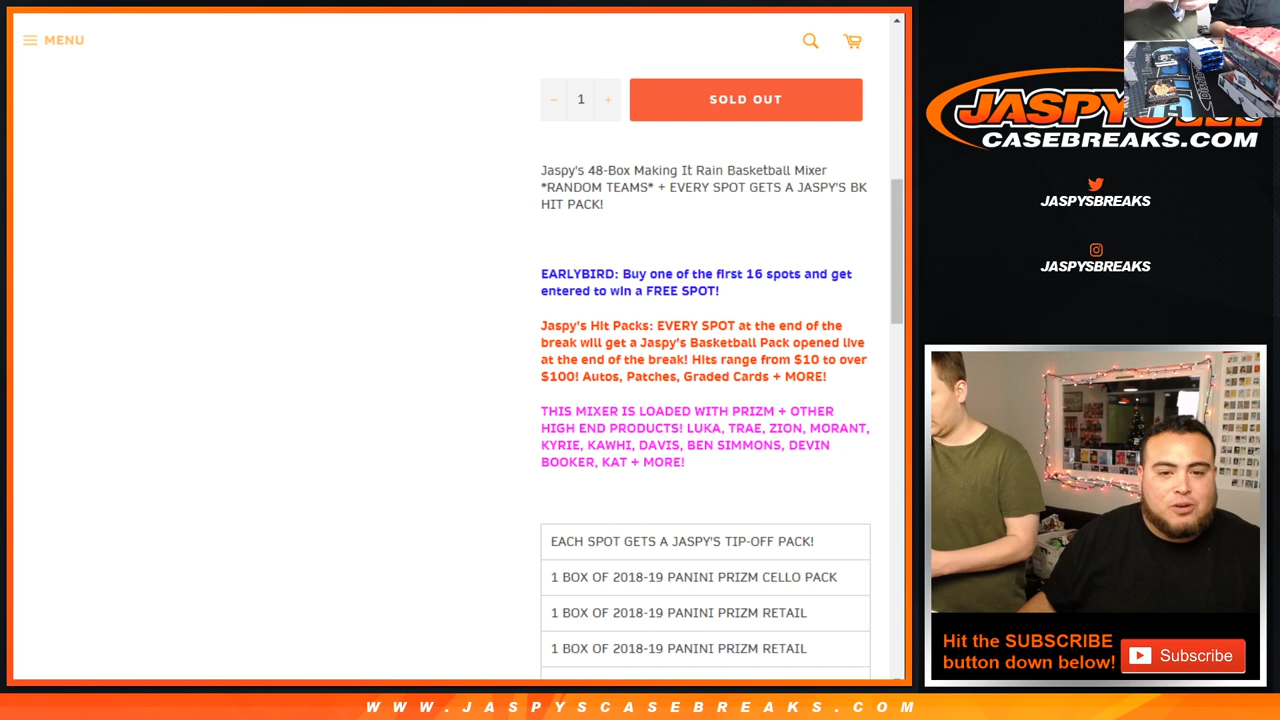 MENU
− 1 +
SOLD OUT
Jaspy's 48-Box Making It Rain Basketball Mixer
*RANDOM TEAMS* + EVERY SPOT GETS A JASPY'S BK
HIT PACK!
EARLYBIRD: Buy one of the first 16 spots and get
entered to win a FREE SPOT!
Jaspy's Hit Packs: EVERY SPOT at the end of the
break will get a Jaspy's Basketball Pack opened live
at the end of the break! Hits range from $10 to over
$100! Autos, Patches, Graded Cards + MORE!
THIS MIXER IS LOADED WITH PRIZM + OTHER
HIGH END PRODUCTS! LUKA, TRAE, ZION, MORANT,
KYRIE, KAWHI, DAVIS, BEN SIMMONS, DEVIN
BOOKER, KAT + MORE!
EACH SPOT GETS A JASPY'S TIP-OFF PACK!
1 BOX OF 2018-19 PANINI PRIZM CELLO PACK
1 BOX OF 2018-19 PANINI PRIZM RETAIL
1 BOX OF 2018-19 PANINI PRIZM RETAIL
CASEBREAKS.COM
JASPYSBREAKS
JASPYSBREAKS
Hit the SUBSCRIBE
button down below!
Subscribe
WWW.JASPYSCASEBREAKS.COM